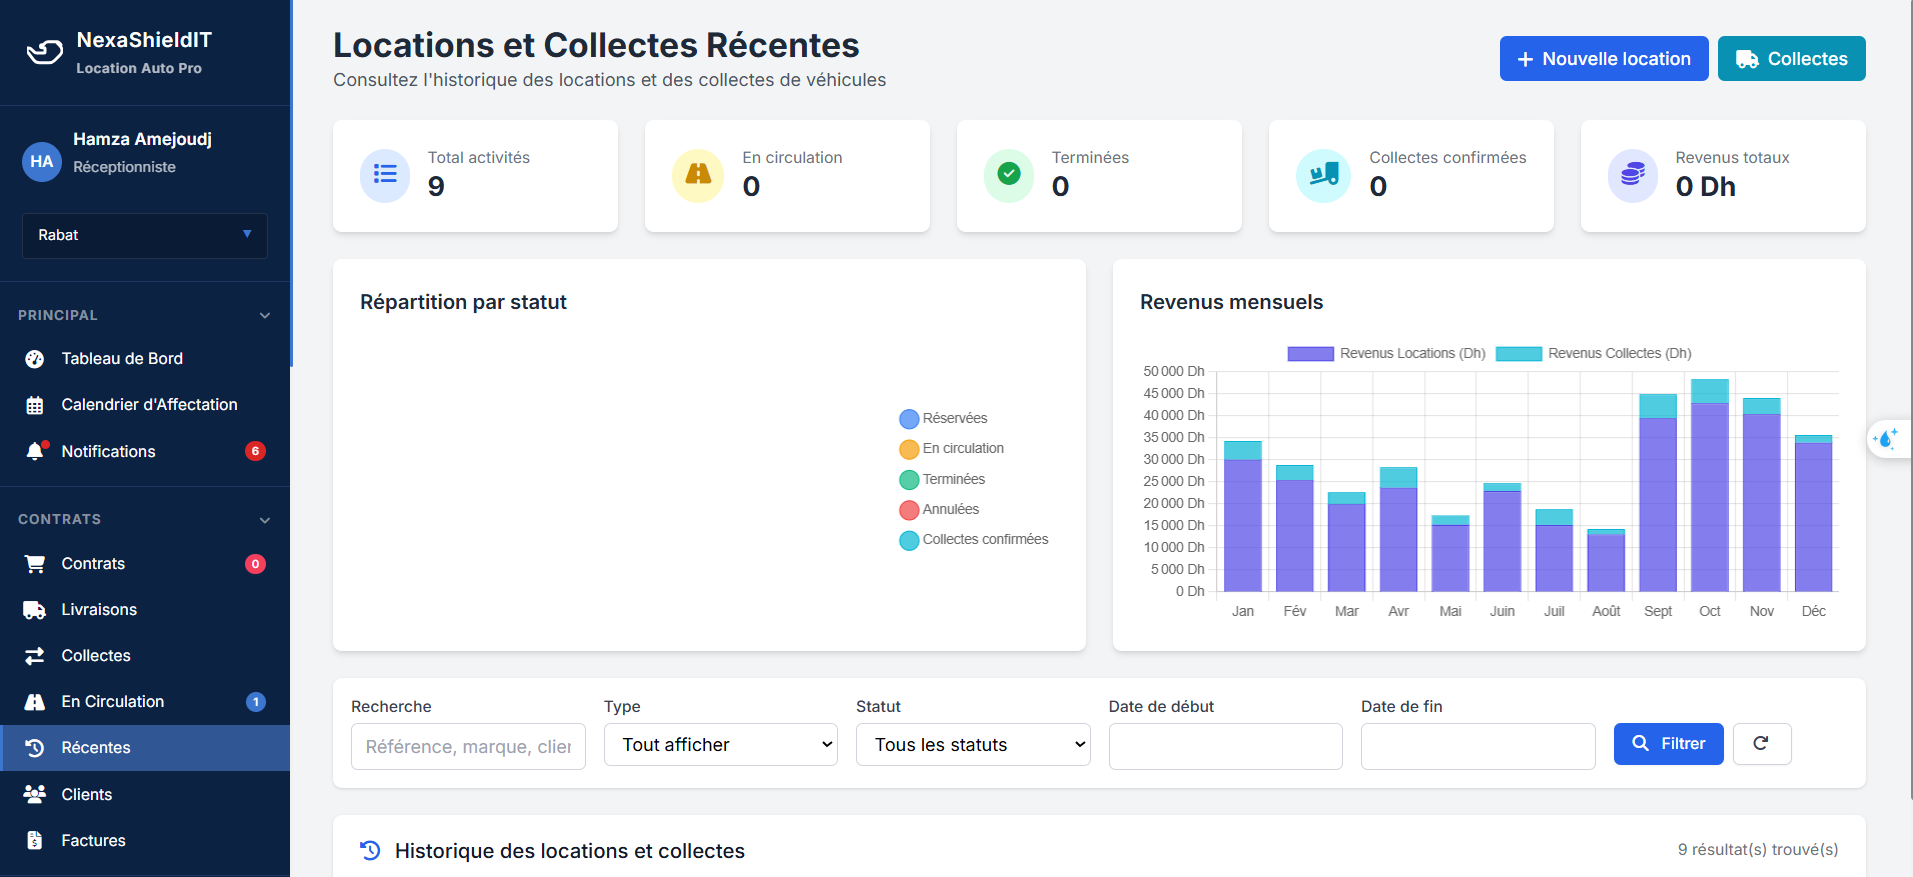 NexaShieldIT
Location Auto Pro
HA
Hamza Amejoudj
Réceptionniste
Rabat
PRINCIPAL
Tableau de Bord
Calendrier d'Affectation
Notifications 6
CONTRATS
Contrats 0
Livraisons
Collectes
En Circulation 1
Récentes
Clients
Factures
Locations et Collectes Récentes
Consultez l'historique des locations et des collectes de véhicules
Nouvelle location
Collectes
Total activités
9
En circulation
0
Terminées
0
Collectes confirmées
0
Revenus totaux
0 Dh
Répartition par statut
Réservées
En circulation
Terminées
Annulées
Collectes confirmées
Revenus mensuels
Revenus Locations (Dh) Revenus Collectes (Dh)
50 000 Dh
45 000 Dh
40 000 Dh
35 000 Dh
30 000 Dh
25 000 Dh
20 000 Dh
15 000 Dh
10 000 Dh
5 000 Dh
0 Dh
Jan Fév Mar Avr Mai Juin Juil Août Sept Oct Nov Déc
Recherche
Référence, marque, clier
Type
Tout afficher
Statut
Tous les statuts
Date de début
Date de fin
Filtrer
Historique des locations et collectes
9 résultat(s) trouvé(s)